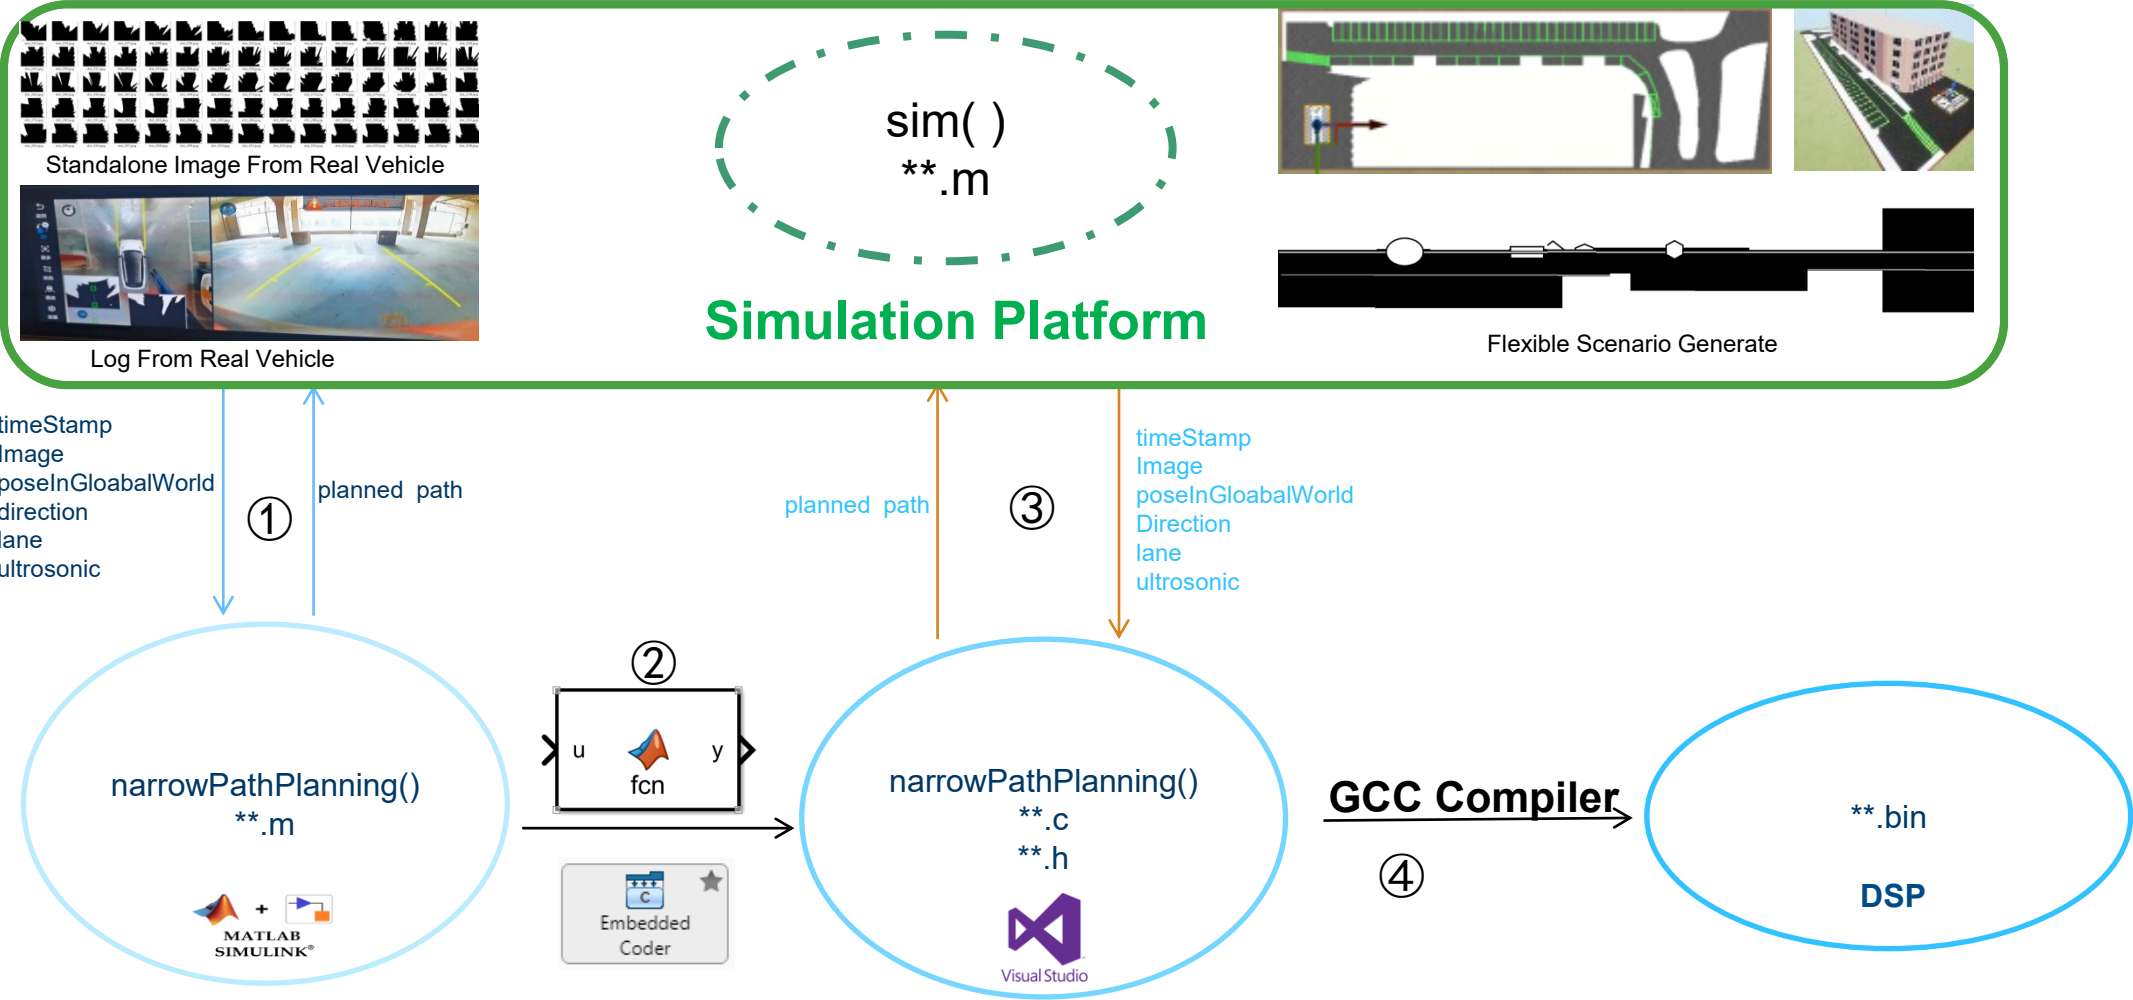 Standalone Image From Real Vehicle
Log From Real Vehicle
sim( )
**.m
Simulation Platform
Flexible Scenario Generate
timeStamp
Image
poseInGloabalWorld
direction
lane
ultrosonic
①
planned path
planned path
③
timeStamp
Image
poseInGloabalWorld
Direction
lane
ultrosonic
narrowPathPlanning()
**.m
+
MATLAB
SIMULINK®
②
u
y
fcn
C
Embedded
Coder
narrowPathPlanning()
**.c
**.h
Visual Studio
GCC Compiler
④
**.bin
DSP